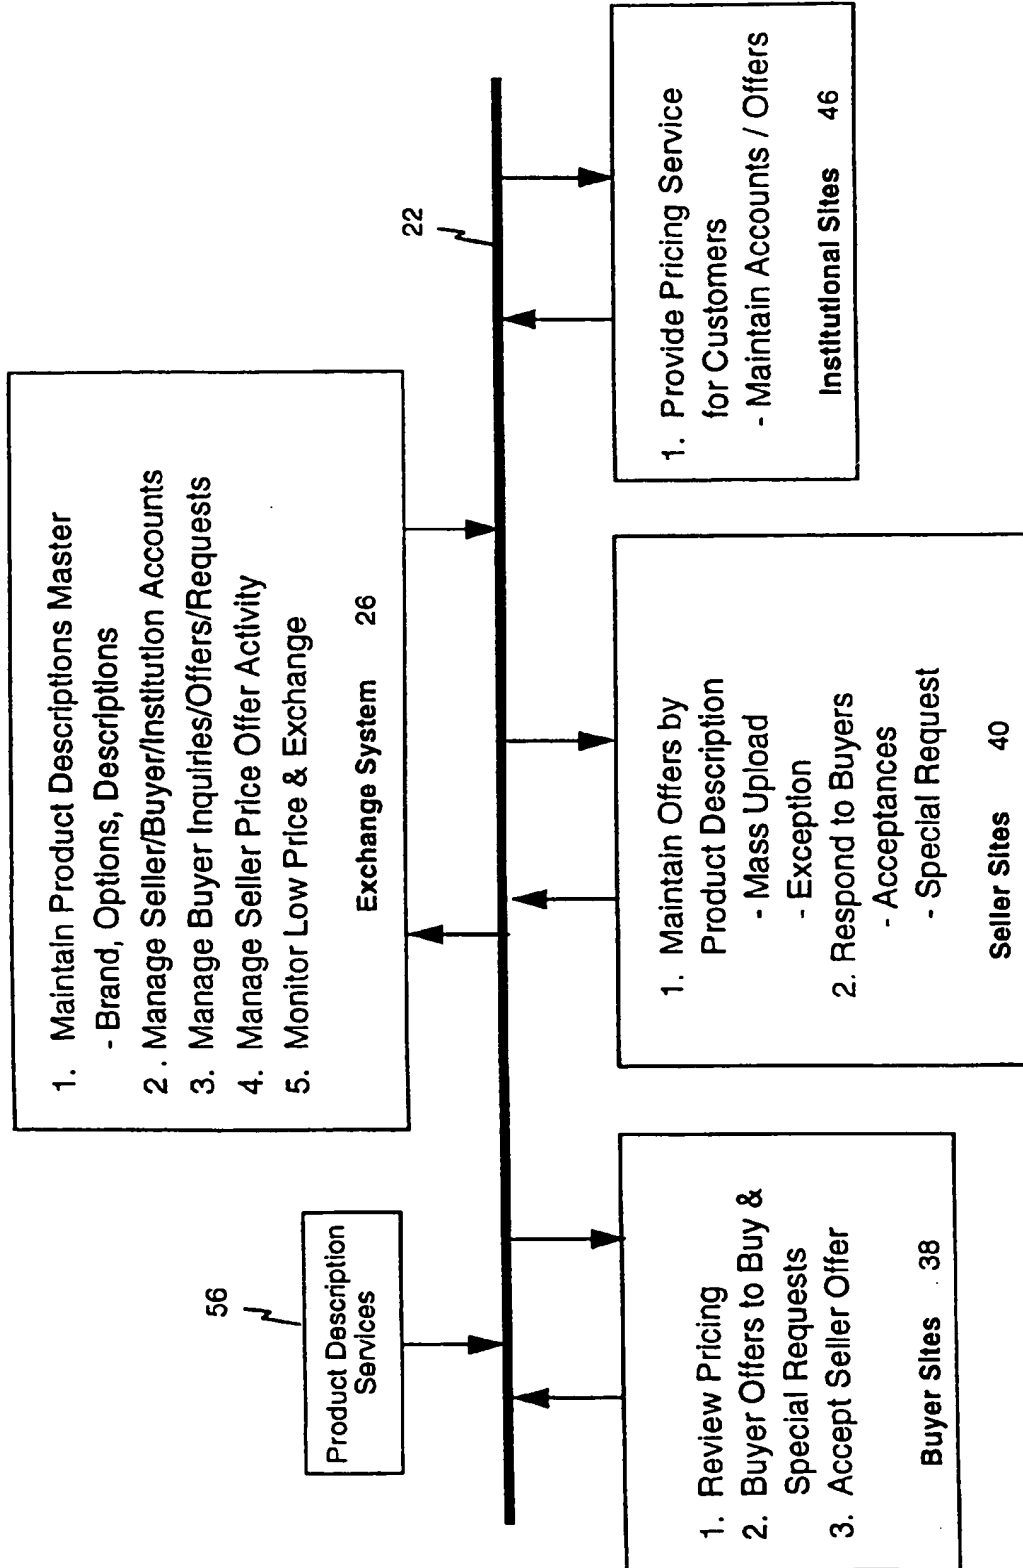 56
Product Description
Services
1. Maintain Product Descriptions Master
- Brand, Options, Descriptions
2. Manage Seller/Buyer/Institution Accounts
3. Manage Buyer Inquiries/Offers/Requests
4. Manage Seller Price Offer Activity
5. Monitor Low Price & Exchange
Exchange System 26
22
1. Review Pricing
2. Buyer Offers to Buy &
Special Requests
3. Accept Seller Offer
Buyer Sites 38
1. Maintain Offers by
Product Description
- Mass Upload
- Exception
2. Respond to Buyers
- Acceptances
- Special Request
Seller Sites 40
1. Provide Pricing Service
for Customers
- Maintain Accounts / Offers
Institutional Sites 46